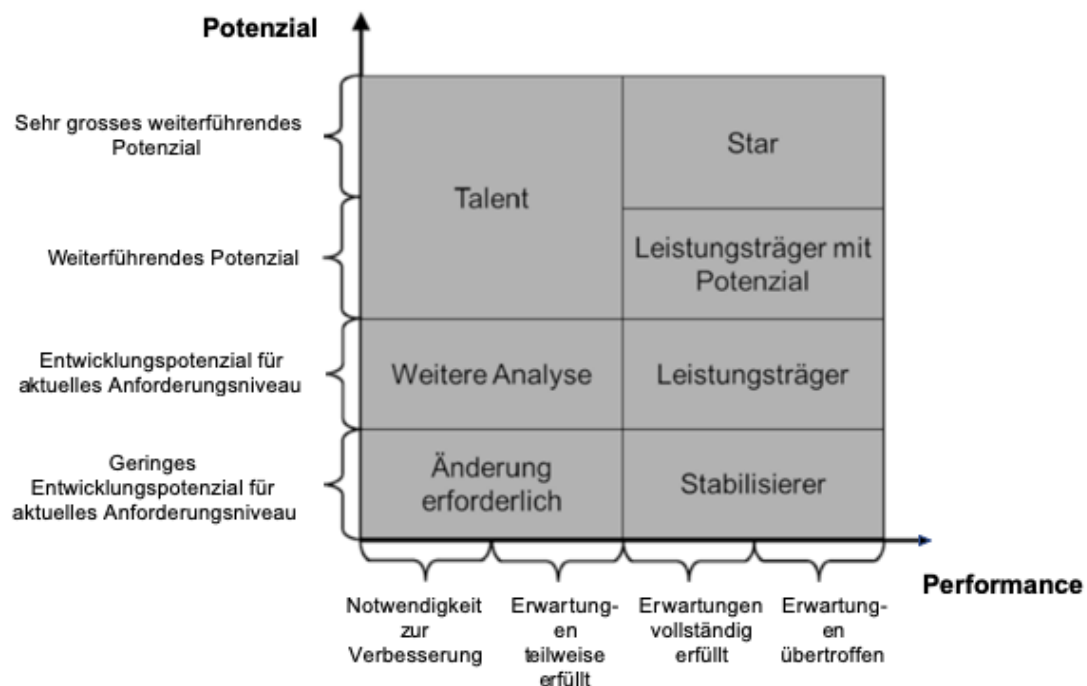 Potenzial
Sehr grosses weiterführendes
Potenzial
Star
Talent
Weiterführendes Potenzial
Leistungsträger mit
Potenzial
Entwicklungspotenzial für
aktuelles Anforderungsniveau
Weitere Analyse
Leistungsträger
Geringes
Entwicklungspotenzial für
aktuelles Anforderungsniveau
Änderung
erforderlich
Stabilisierer
Performance
Notwendigkeit
zur
Verbesserung
Erwartung-
en
teilweise
erfüllt
Erwartungen
vollständig
erfüllt
Erwartung-
en
übertroffen